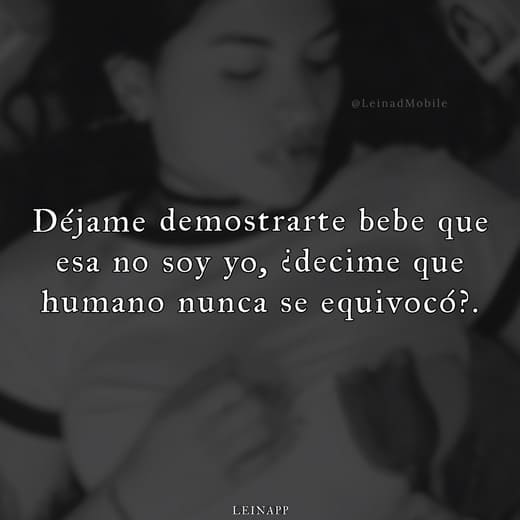 @LeinadMobile
Déjame demostrarte bebe que
esa no soy yo, ¿decime que
humano nunca se equivocó?.
LEINAPP